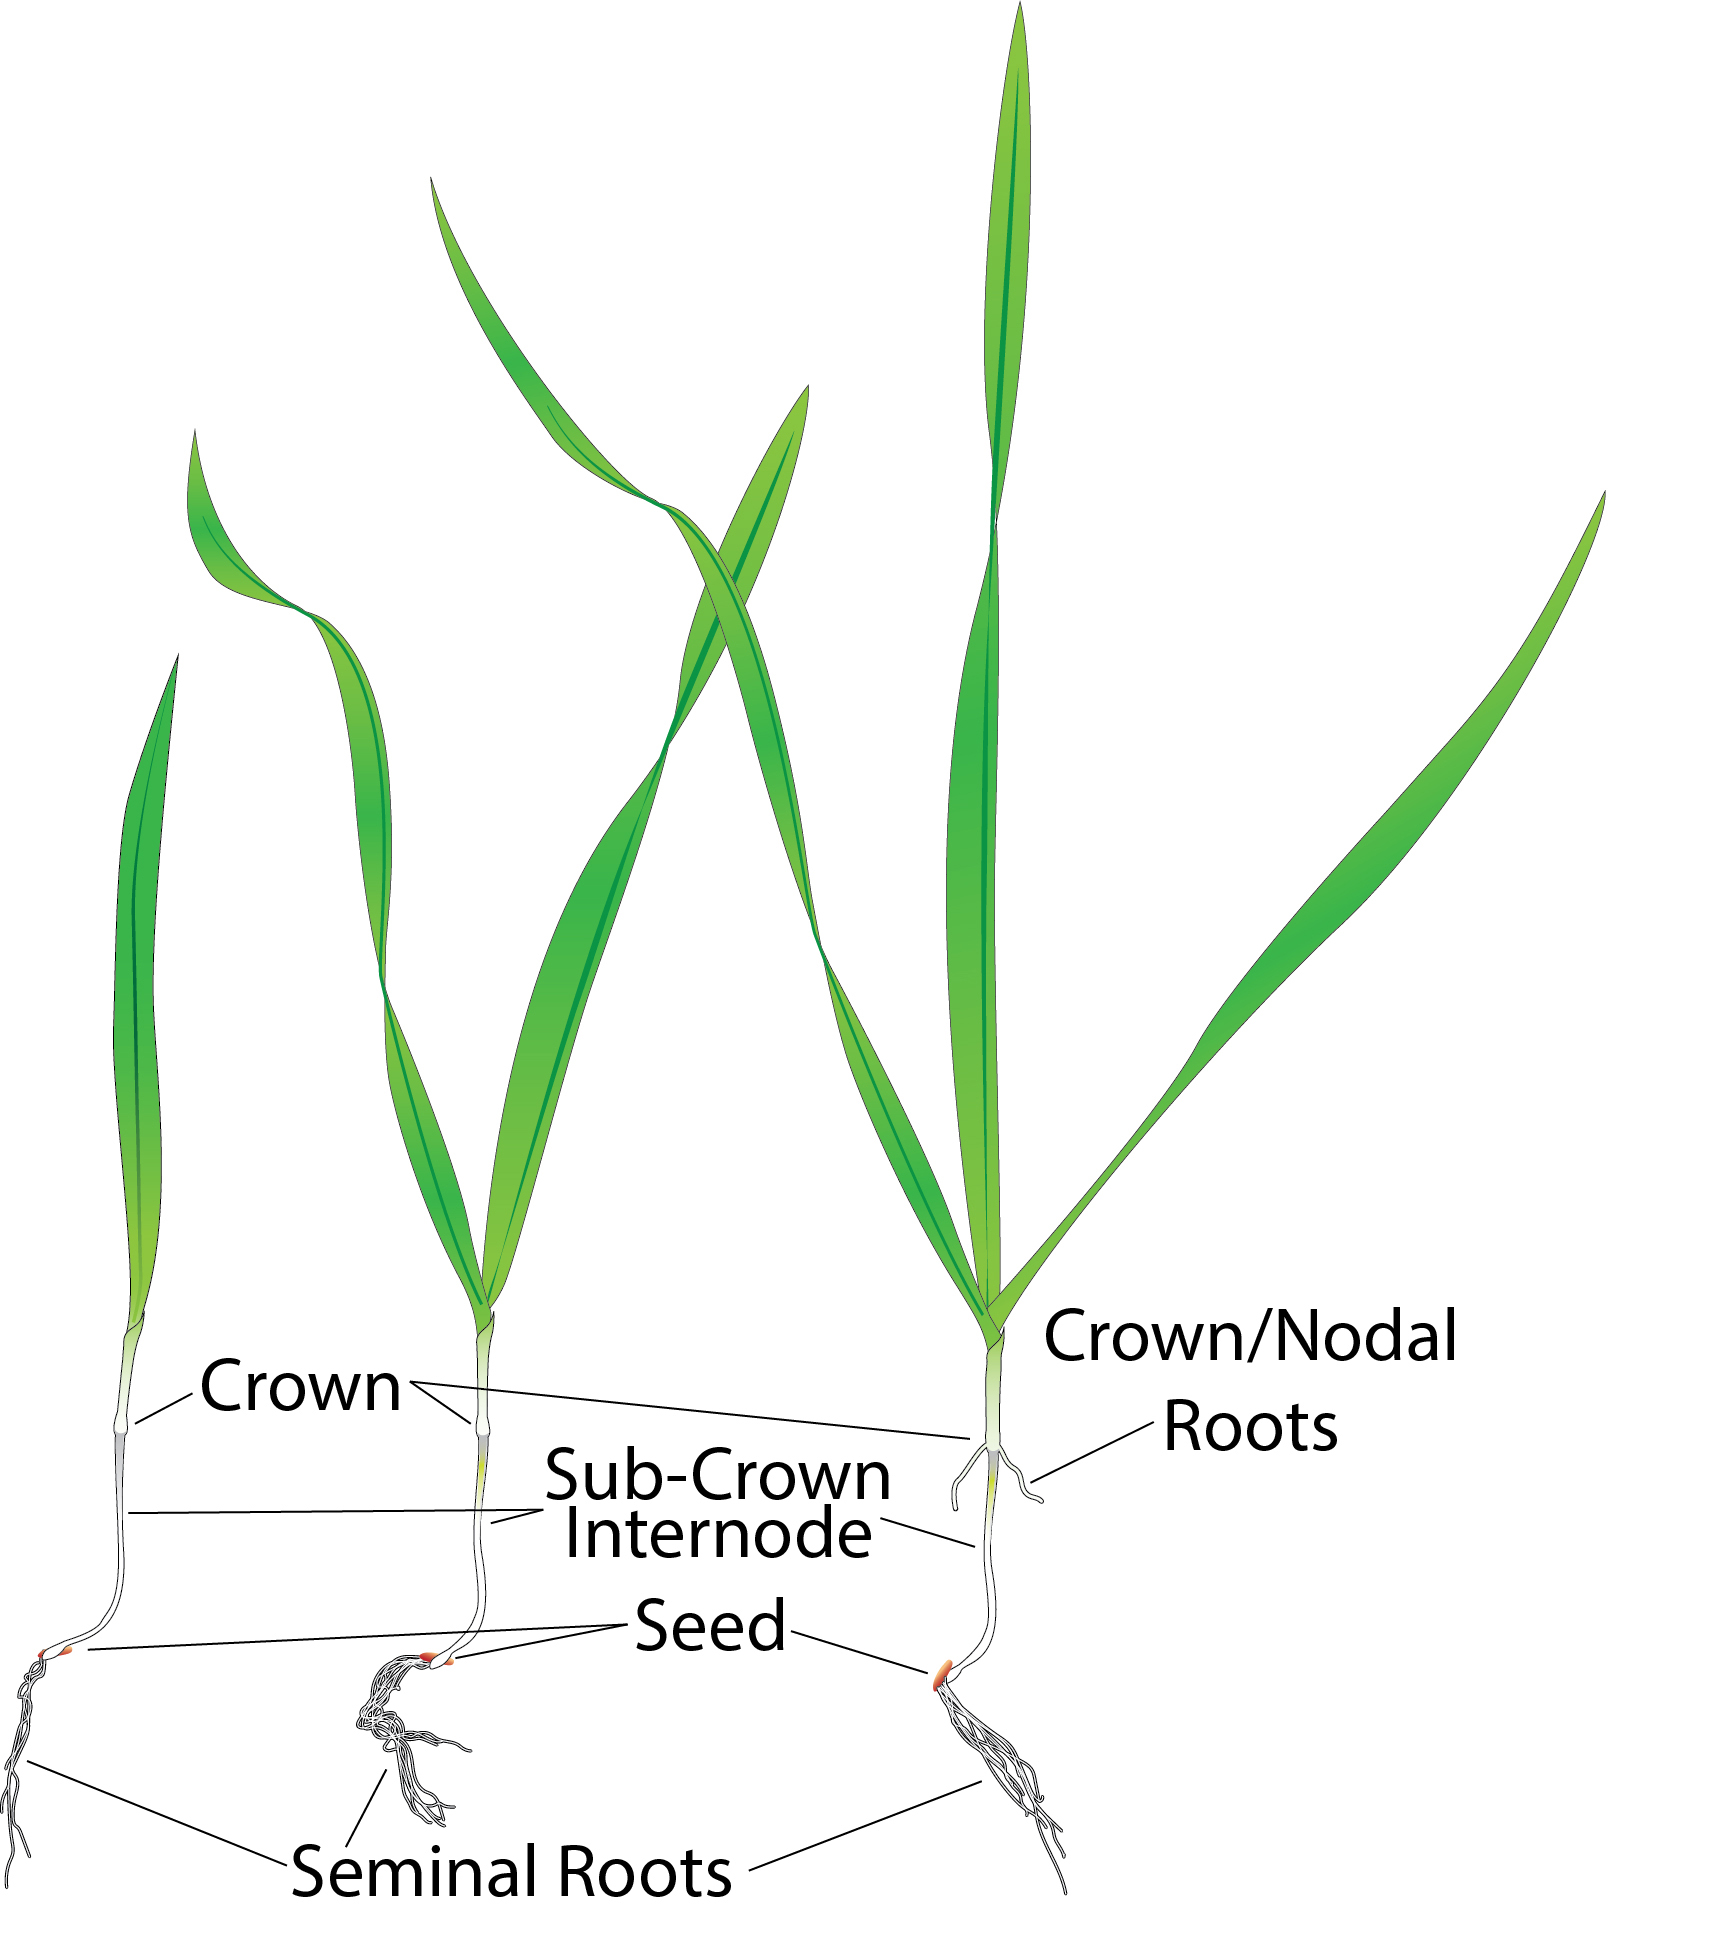 Crown/Nodal
Roots
Crown
Sub-Crown
Internode
Seed
Seminal Roots